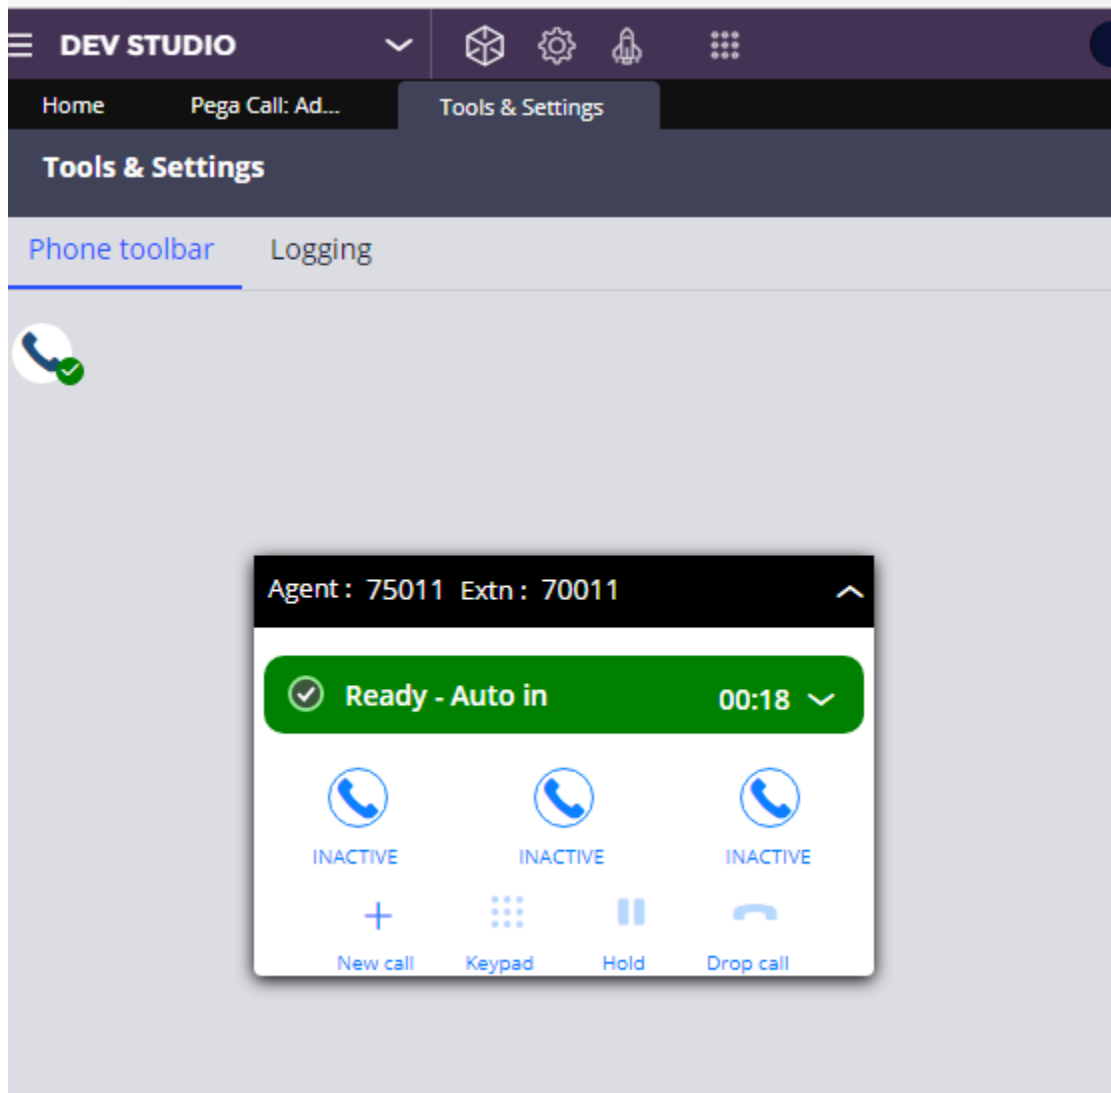 DEV STUDIO
Home Pega Call: Ad... Tools & Settings
Tools & Settings
Phone toolbar Logging
Agent : 75011 Extn : 70011
Ready - Auto in 00:18
INACTIVE INACTIVE INACTIVE
New call Keypad Hold Drop call